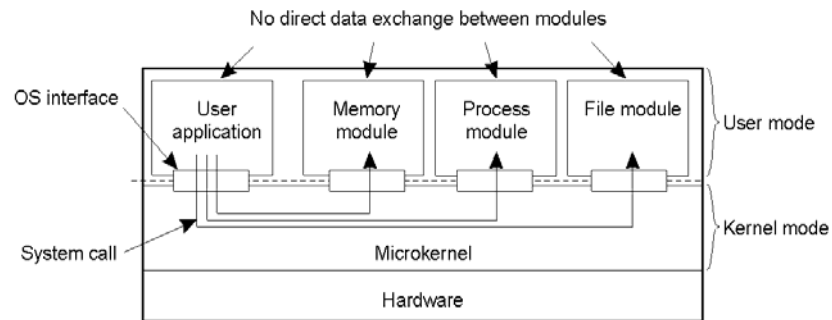 No direct data exchange between modules
OS interface
User
application
Memory
module
Process
module
File module
User mode
System call
Microkernel
Kernel mode
Hardware